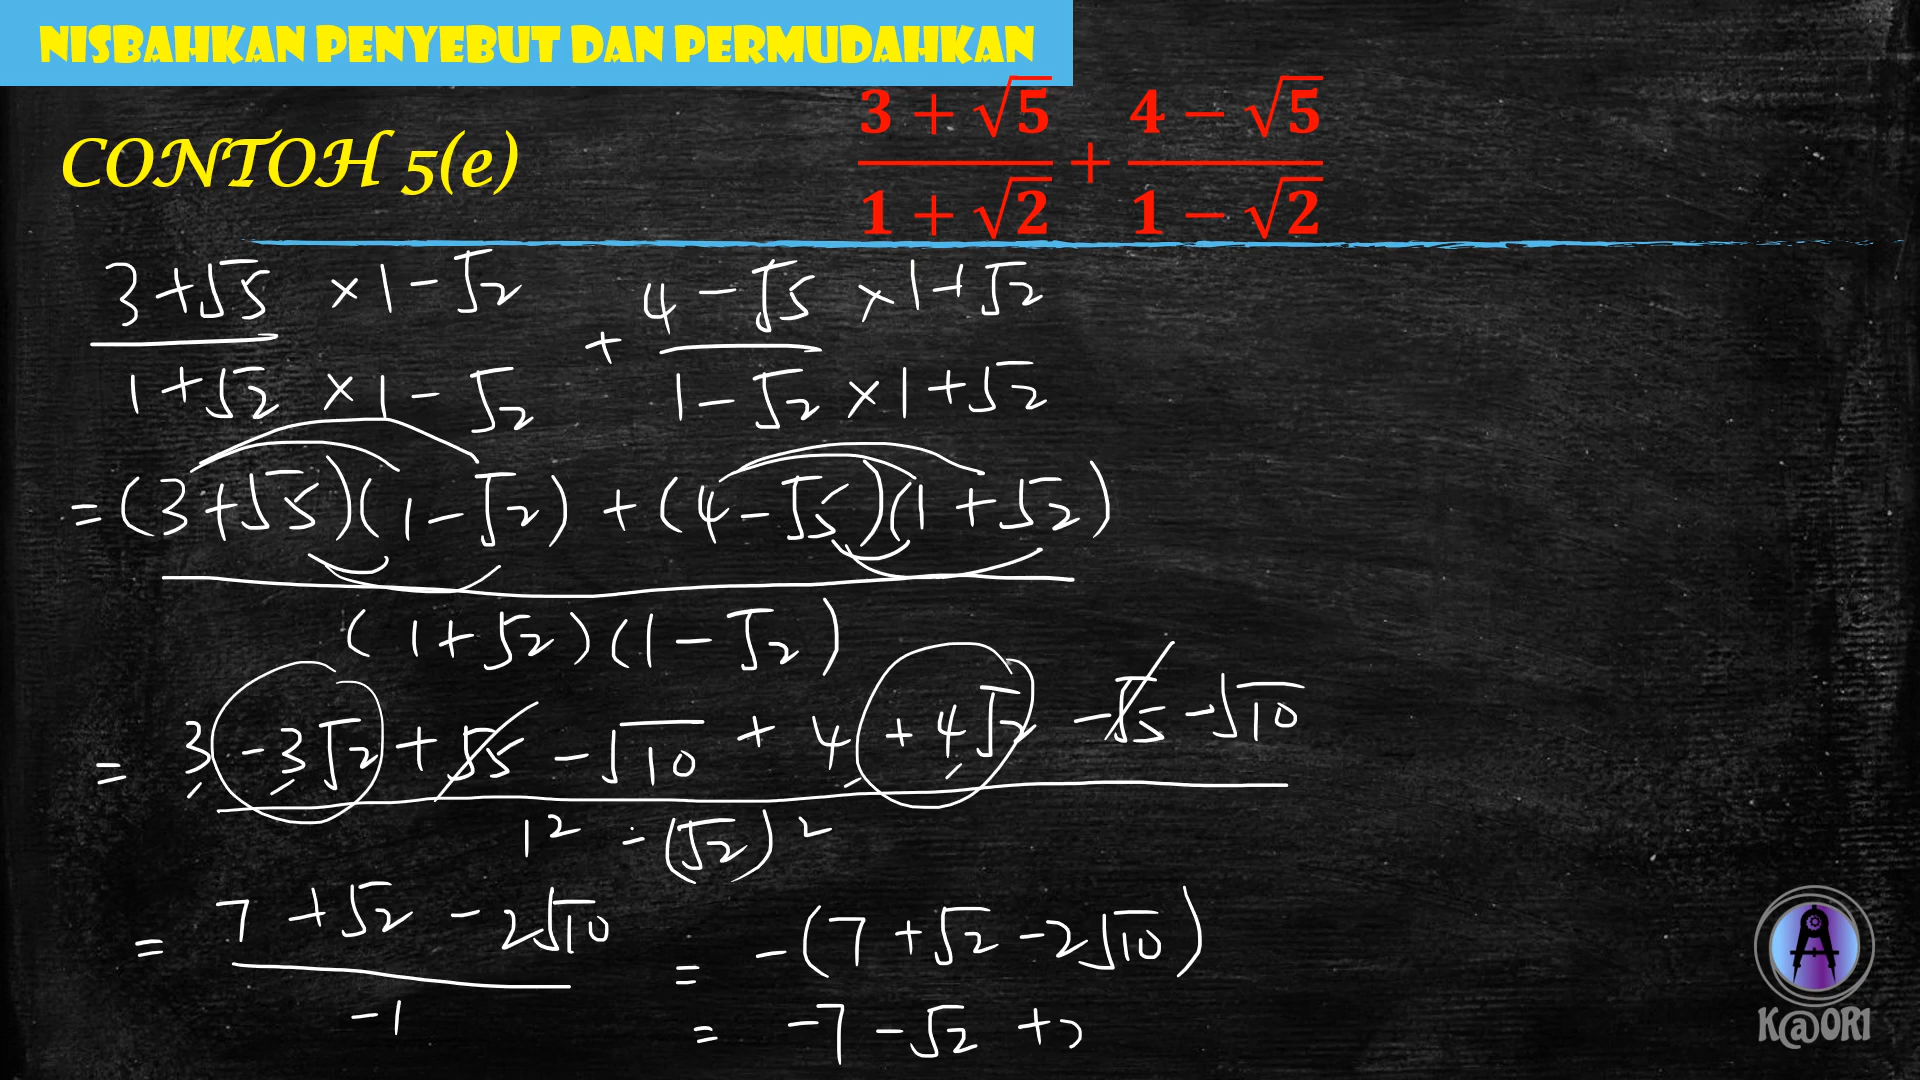 NISBAHKAN PENYEBUT DAN PERMUDAHKAN
CONTOH 5(e)
(3 + √5)/(1 + √2) + (4 − √5)/(1 − √2)
3 + √5 × 1 − √2 + 4 − √5 × 1 + √2
1 + √2 × 1 − √2 1 − √2 × 1 + √2
= (3 + √5)(1 − √2) + (4 − √5)(1 + √2)
(1 + √2)(1 − √2)
= 3 − 3√2 + √5 − √10 + 4 + 4√2 − √5 − √10
1² − (√2)²
= 7 + √2 − 2√10 = −(7 + √2 − 2√10)
−1
= −7 − √2 +
K@ORI